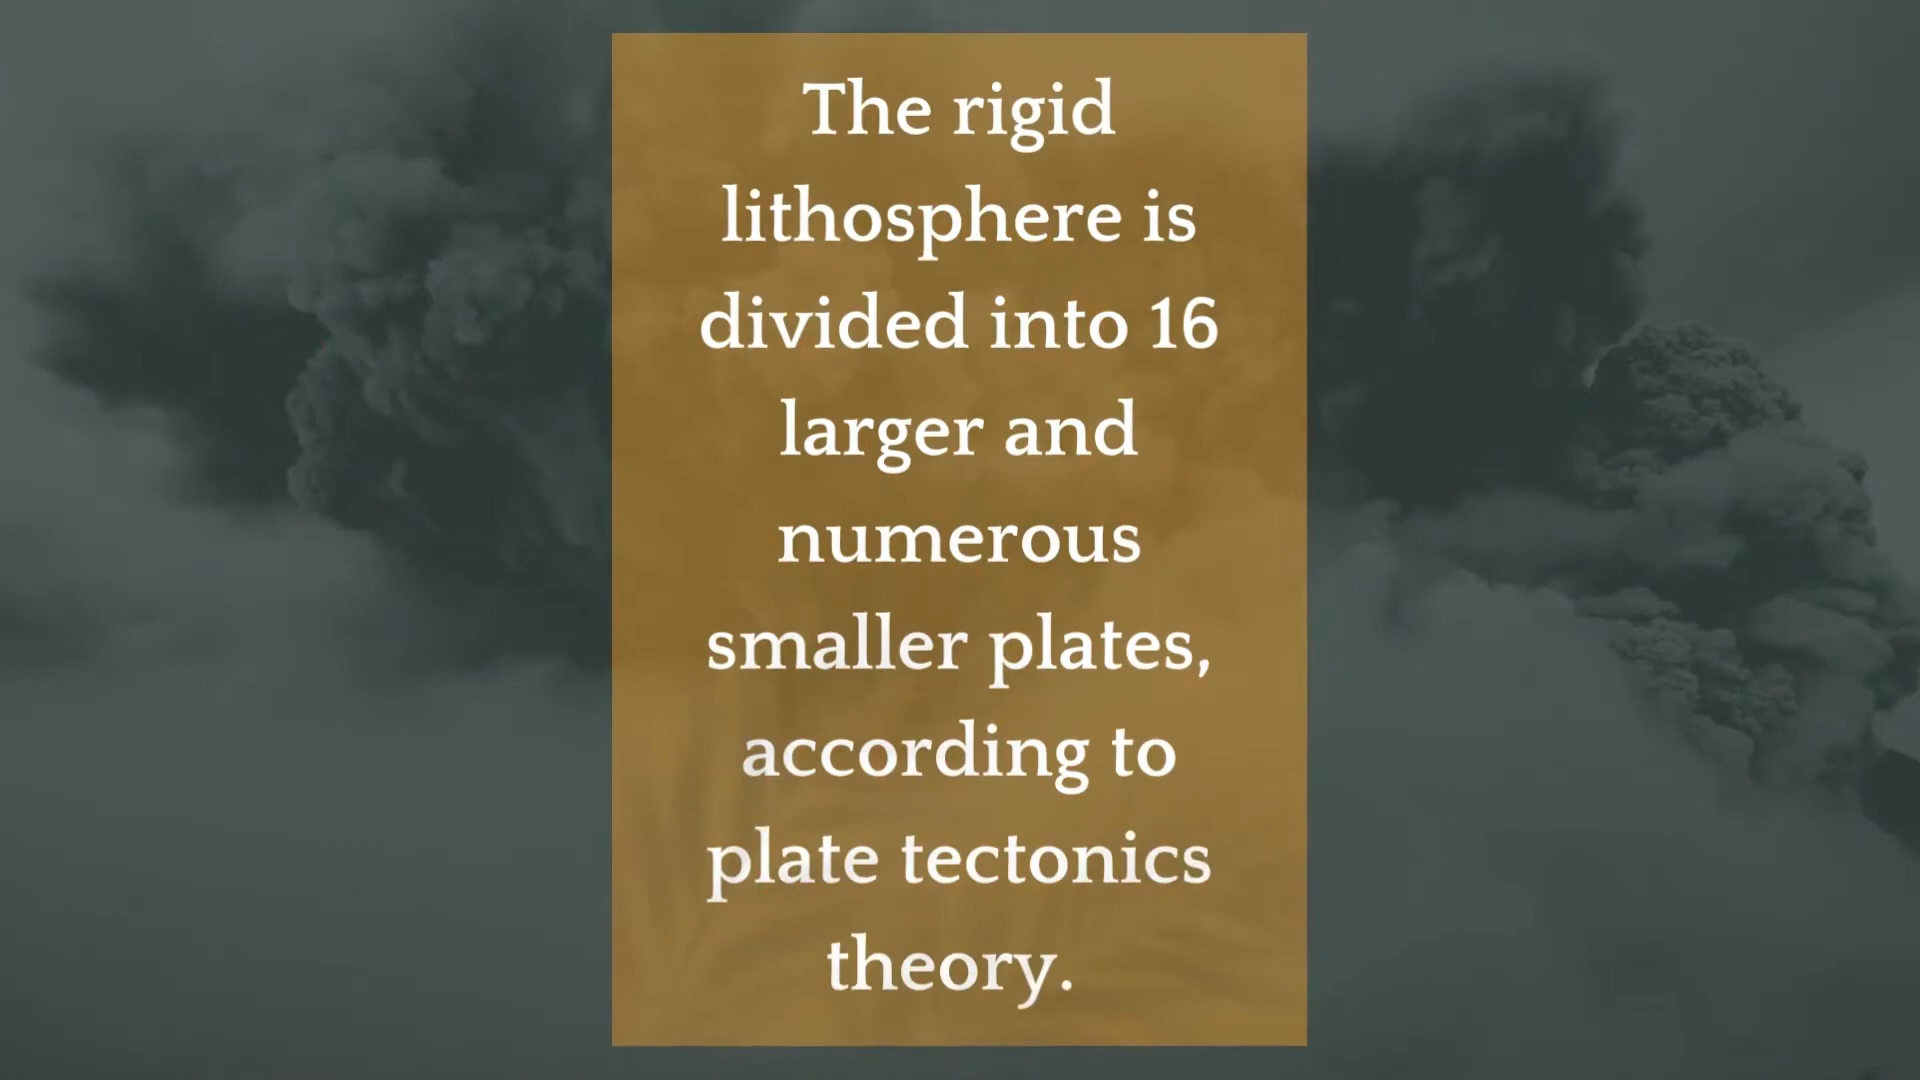 The rigid
lithosphere is
divided into 16
larger and
numerous
smaller plates,
according to
plate tectonics
theory.